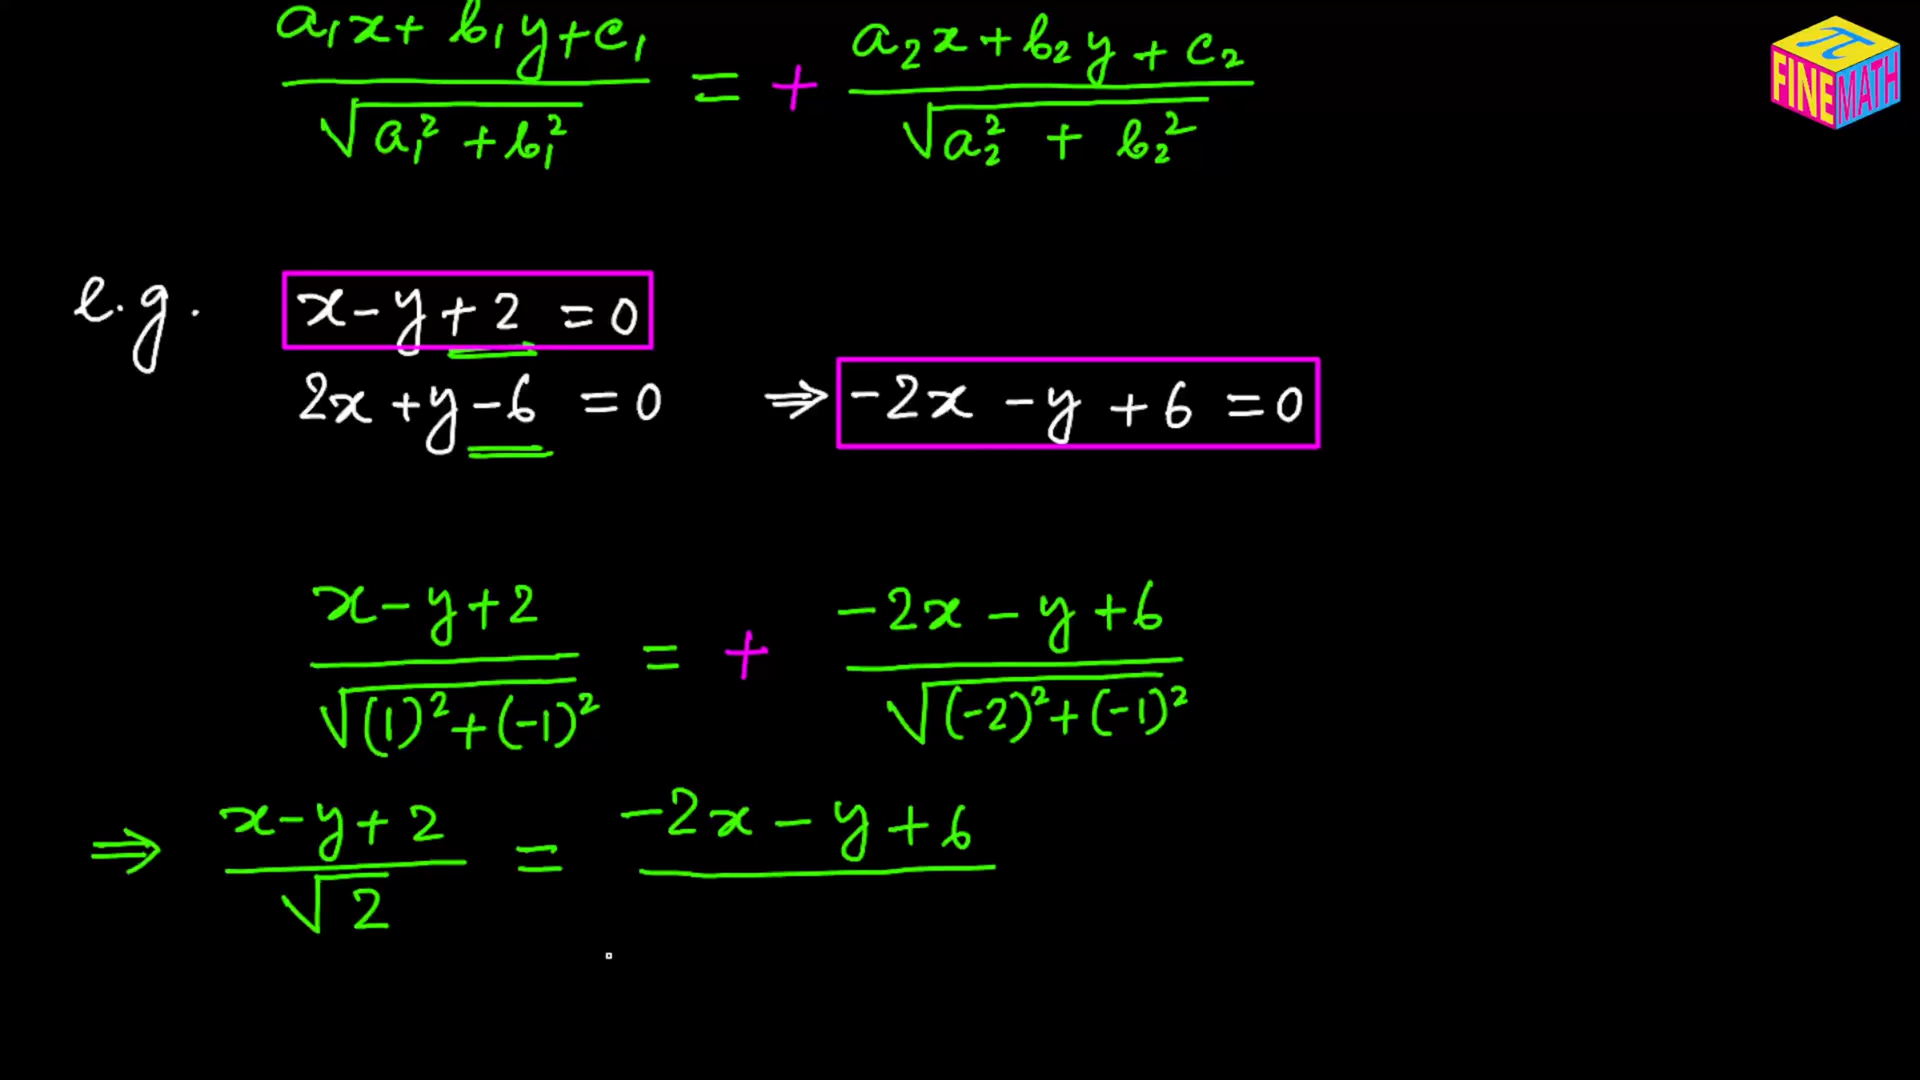 a₁x + b₁y + c₁ / √(a₁² + b₁²) = + a₂x + b₂y + c₂ / √(a₂² + b₂²)
π FINE MATH
e.g. x - y + 2 = 0
2x + y - 6 = 0 ⇒ -2x - y + 6 = 0
x - y + 2 / √((1)² + (-1)²) = + -2x - y + 6 / √((-2)² + (-1)²)
⇒ x - y + 2 / √2 = -2x - y + 6